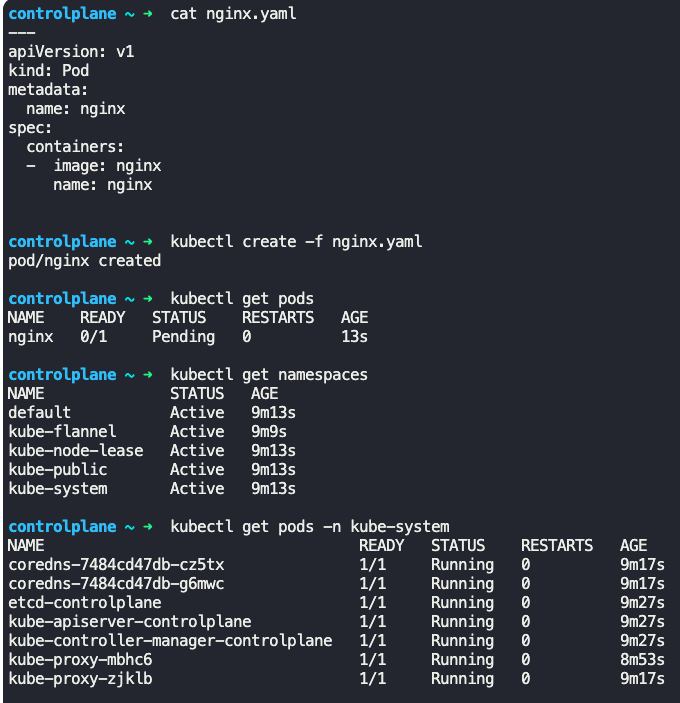 controlplane ~ ➜  cat nginx.yaml
---
apiVersion: v1
kind: Pod
metadata:
  name: nginx
spec:
  containers:
  -  image: nginx
     name: nginx
controlplane ~ ➜  kubectl create -f nginx.yaml
pod/nginx created
controlplane ~ ➜  kubectl get pods
NAME    READY   STATUS    RESTARTS   AGE
nginx   0/1     Pending   0          13s
controlplane ~ ➜  kubectl get namespaces
NAME              STATUS   AGE
default           Active   9m13s
kube-flannel      Active   9m9s
kube-node-lease   Active   9m13s
kube-public       Active   9m13s
kube-system       Active   9m13s
controlplane ~ ➜  kubectl get pods -n kube-system
NAME                                   READY   STATUS    RESTARTS   AGE
coredns-7484cd47db-cz5tx               1/1     Running   0          9m17s
coredns-7484cd47db-g6mwc               1/1     Running   0          9m17s
etcd-controlplane                      1/1     Running   0          9m27s
kube-apiserver-controlplane            1/1     Running   0          9m27s
kube-controller-manager-controlplane   1/1     Running   0          9m27s
kube-proxy-mbhc6                       1/1     Running   0          8m53s
kube-proxy-zjklb                       1/1     Running   0          9m17s